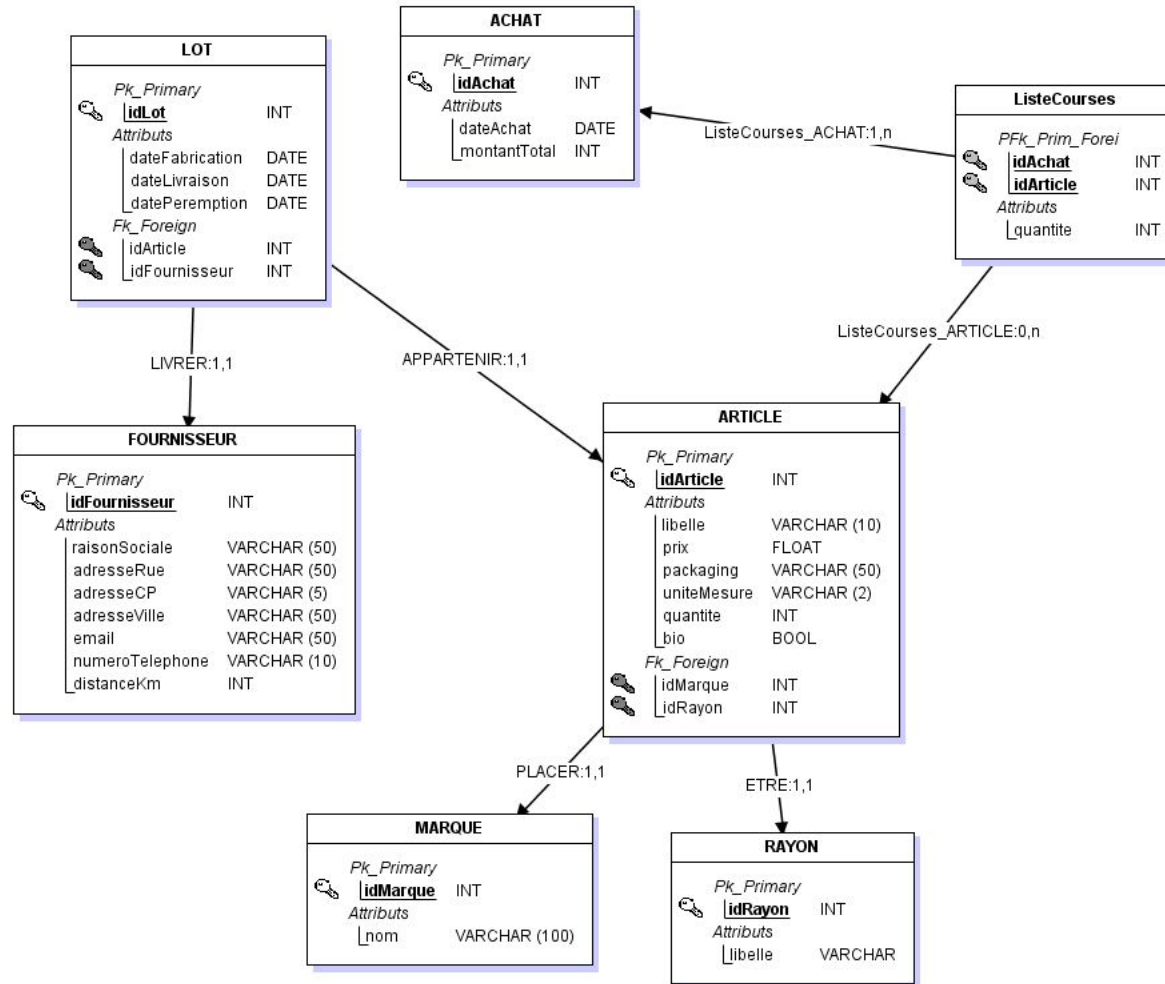 LOT
Pk_Primary
idLot INT
Attributs
dateFabrication DATE
dateLivraison DATE
datePeremption DATE
Fk_Foreign
idArticle INT
idFournisseur INT
ACHAT
Pk_Primary
idAchat INT
Attributs
dateAchat DATE
montantTotal INT
ListeCourses
PFk_Prim_Forei
idAchat INT
idArticle INT
Attributs
quantite INT
ListeCourses_ACHAT:1,n
ListeCourses_ARTICLE:0,n
LIVRER:1,1
APPARTENIR:1,1
FOURNISSEUR
Pk_Primary
idFournisseur INT
Attributs
raisonSociale VARCHAR (50)
adresseRue VARCHAR (50)
adresseCP VARCHAR (5)
adresseVille VARCHAR (50)
email VARCHAR (50)
numeroTelephone VARCHAR (10)
distanceKm INT
ARTICLE
Pk_Primary
idArticle INT
Attributs
libelle VARCHAR (10)
prix FLOAT
packaging VARCHAR (50)
uniteMesure VARCHAR (2)
quantite INT
bio BOOL
Fk_Foreign
idMarque INT
idRayon INT
PLACER:1,1
ETRE:1,1
MARQUE
Pk_Primary
idMarque INT
Attributs
nom VARCHAR (100)
RAYON
Pk_Primary
idRayon INT
Attributs
libelle VARCHAR